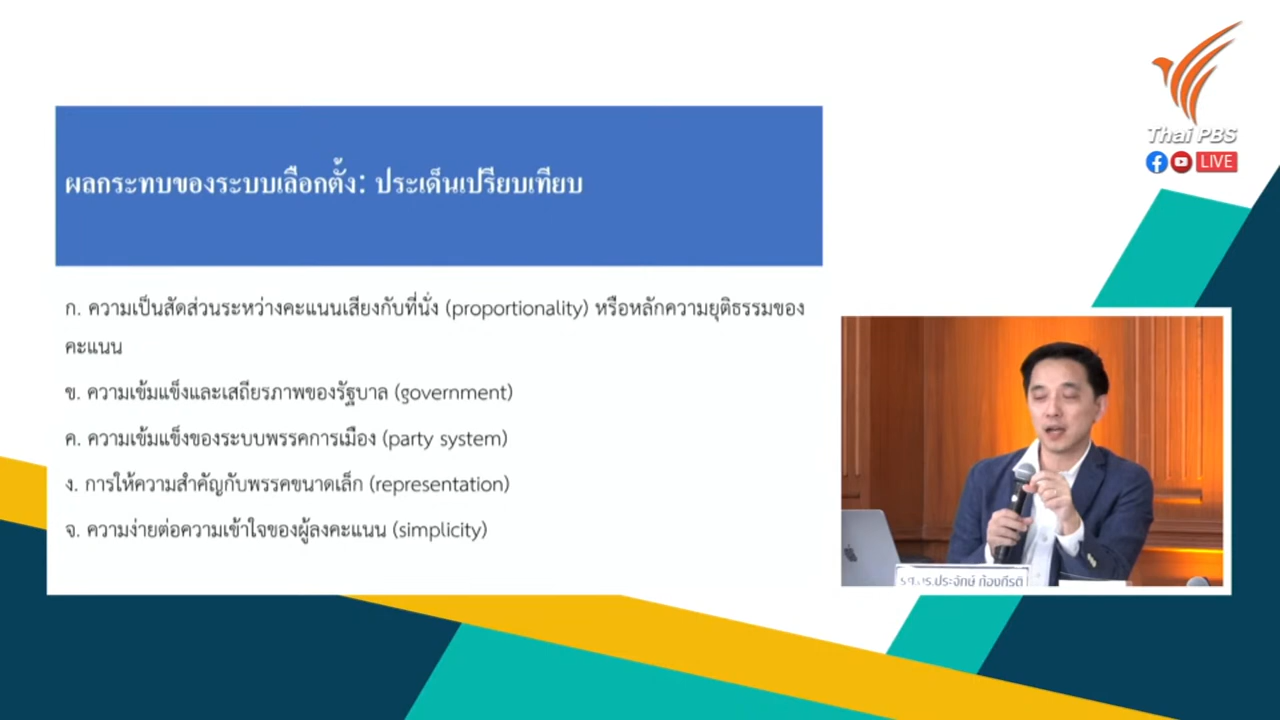 Thai PBS
LIVE
ผลกระทบของระบบเลือกตั้ง: ประเด็นเปรียบเทียบ
ก. ความเป็นสัดส่วนระหว่างคะแนนเสียงกับที่นั่ง (proportionality) หรือหลักความยุติธรรมของ
คะแนน
ข. ความเข้มแข็งและเสถียรภาพของรัฐบาล (government)
ค. ความเข้มแข็งของระบบพรรคการเมือง (party system)
ง. การให้ความสำคัญกับพรรคขนาดเล็ก (representation)
จ. ความง่ายต่อความเข้าใจของผู้ลงคะแนน (simplicity)
รศ.ดร.ประจักษ์ ก้องกีรติ